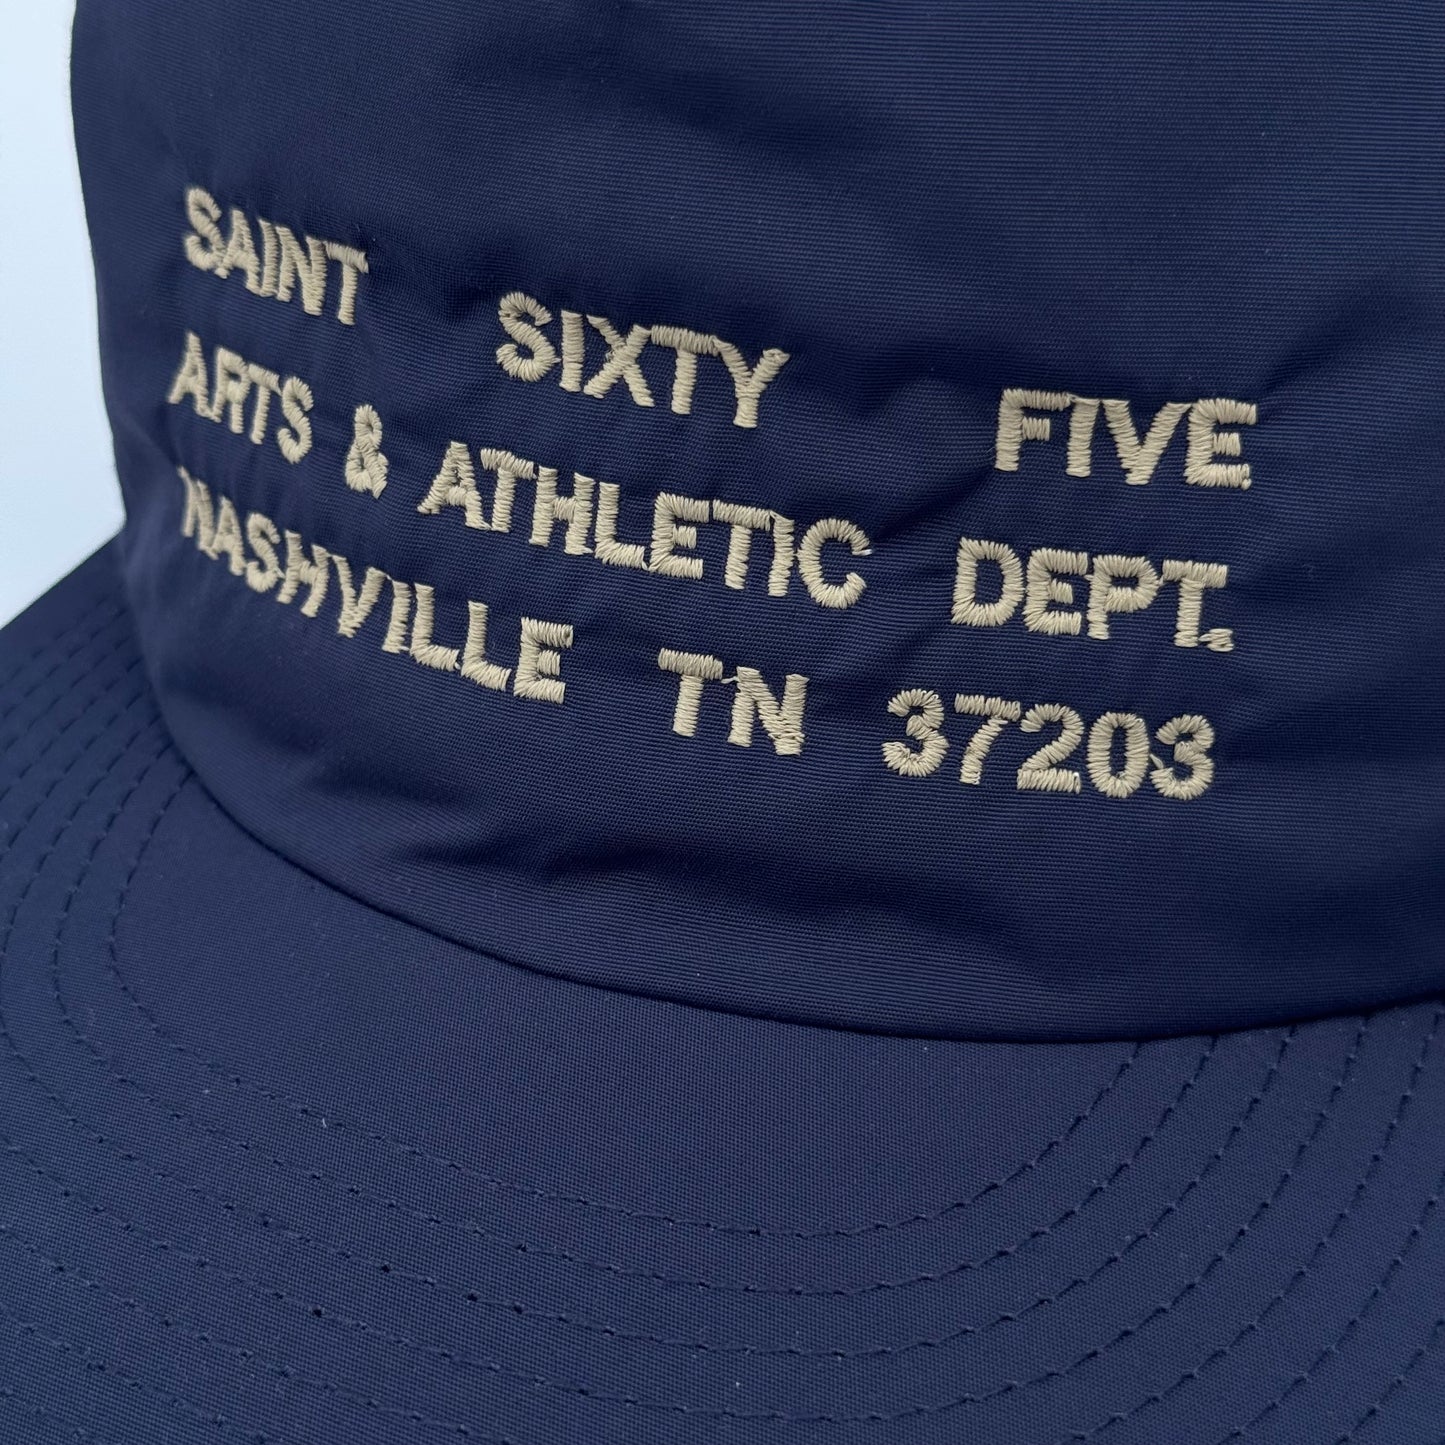 SAINT SIXTY FIVE
ARTS & ATHLETIC DEPT.
NASHVILLE TN 37203